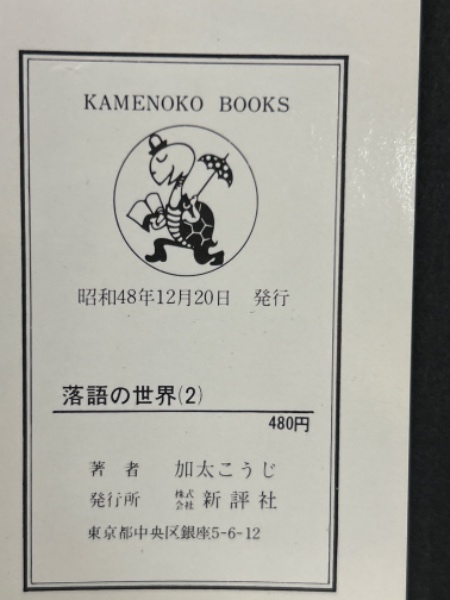 KAMENOKO BOOKS
昭和48年12月20日 発行
落語の世界(2)
480円
著者 加太こうじ
発行所 株式会社 新評社
東京都中央区銀座5-6-12